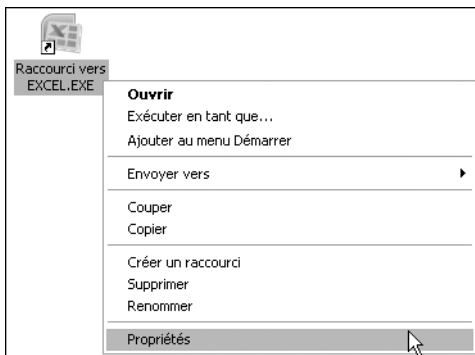 Raccourci vers
EXCEL.EXE
Ouvrir
Exécuter en tant que...
Ajouter au menu Démarrer
Envoyer vers
Couper
Copier
Créer un raccourci
Supprimer
Renommer
Propriétés